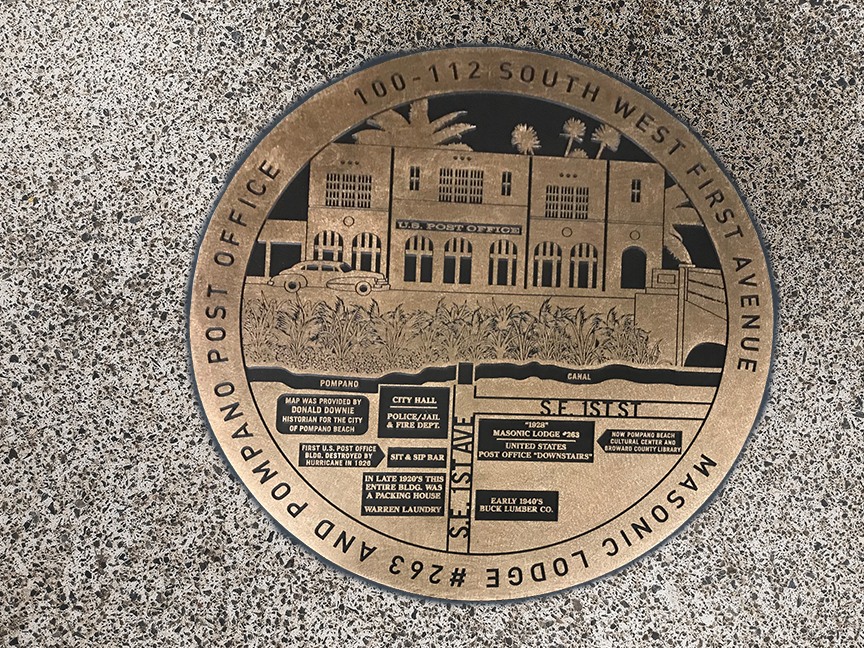 100-112 SOUTH WEST FIRST AVENUE
MASONIC LODGE #263 AND POMPANO POST OFFICE
U.S. POST OFFICE
POMPANO
CANAL
MAP WAS PROVIDED BY
DONALD DOWNIE
HISTORIAN FOR THE CITY
OF POMPANO BEACH
CITY HALL
POLICE/JAIL
& FIRE DEPT.
FIRST U.S. POST OFFICE
BLDG. DESTROYED BY
HURRICANE IN 1926
SIT & SIP BAR
IN LATE 1920'S THIS
ENTIRE BLDG. WAS
A PACKING HOUSE
WARREN LAUNDRY
S.E. 1ST AVE
S.E. 1ST ST
"1928"
MASONIC LODGE #263
UNITED STATES
POST OFFICE "DOWNSTAIRS"
NOW POMPANO BEACH
CULTURAL CENTER AND
BROWARD COUNTY LIBRARY
EARLY 1940'S
BUCK LUMBER CO.